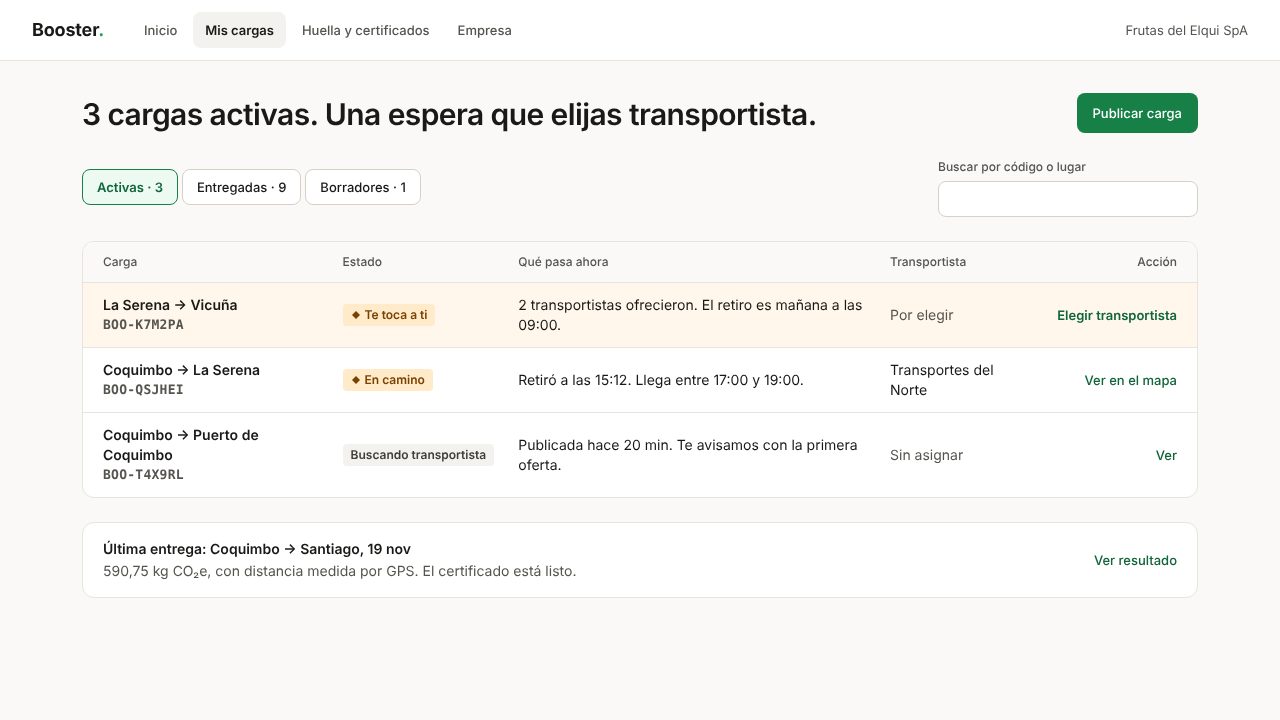 Booster.
Inicio
Mis cargas
Huella y certificados
Empresa
Frutas del Elqui SpA
3 cargas activas. Una espera que elijas transportista.
Publicar carga
Activas · 3
Entregadas · 9
Borradores · 1
Buscar por código o lugar
Carga
Estado
Qué pasa ahora
Transportista
Acción
La Serena → Vicuña
BOO-K7M2PA
◆ Te toca a ti
2 transportistas ofrecieron. El retiro es mañana a las
09:00.
Por elegir
Elegir transportista
Coquimbo → La Serena
BOO-QSJHEI
◆ En camino
Retiró a las 15:12. Llega entre 17:00 y 19:00.
Transportes del
Norte
Ver en el mapa
Coquimbo → Puerto de
Coquimbo
BOO-T4X9RL
Buscando transportista
Publicada hace 20 min. Te avisamos con la primera
oferta.
Sin asignar
Ver
Última entrega: Coquimbo → Santiago, 19 nov
590,75 kg CO₂e, con distancia medida por GPS. El certificado está listo.
Ver resultado